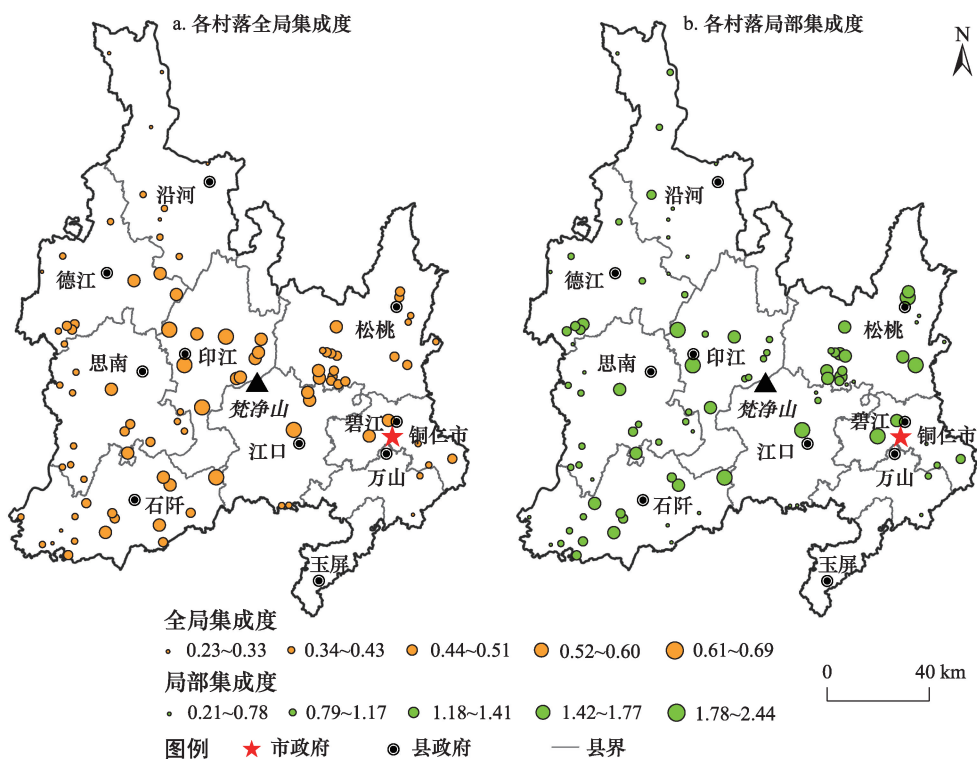 a. 各村落全局集成度
b. 各村落局部集成度
N
沿河
德江
松桃
思南
印江
梵净山
碧江
铜仁市
江口
万山
石阡
玉屏
沿河
德江
松桃
思南
印江
梵净山
碧江
铜仁市
江口
万山
石阡
玉屏
全局集成度
0.23~0.33 0.34~0.43 0.44~0.51 0.52~0.60 0.61~0.69
局部集成度
0.21~0.78 0.79~1.17 1.18~1.41 1.42~1.77 1.78~2.44
0 40 km
图例 市政府 县政府 县界